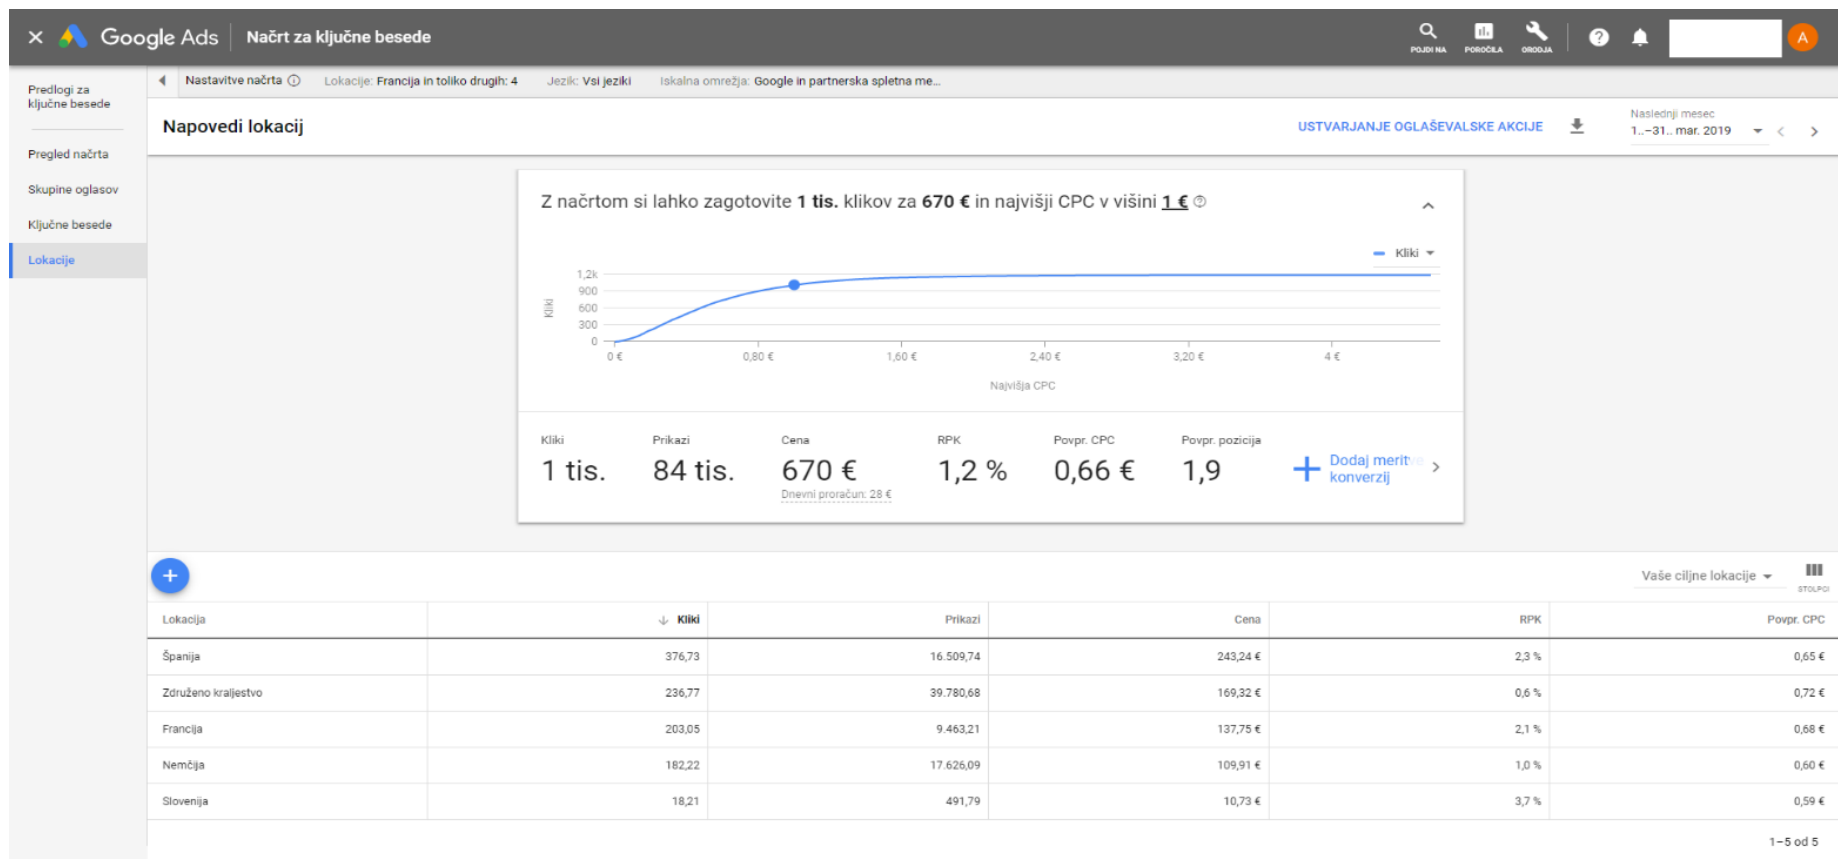 Google Ads
Načrt za ključne besede
POJDI NA
POROČILA
ORODJA
A
Predlogi za
ključne besede
Pregled načrta
Skupine oglasov
Ključne besede
Lokacije
Nastavitve načrta
Lokacije: Francija in toliko drugih: 4
Jezik: Vsi jeziki
Iskalna omrežja: Google in partnerska spletna me...
Napovedi lokacij
USTVARJANJE OGLAŠEVALSKE AKCIJE
Naslednji mesec
1..–31.. mar. 2019
Z načrtom si lahko zagotovite 1 tis. klikov za 670 € in najvišji CPC v višini 1 €
Kliki
Kliki
1,2k
900
600
300
0
0 € 0,80 € 1,60 € 2,40 € 3,20 € 4 €
Najvišja CPC
Kliki Prikazi Cena RPK Povpr. CPC Povpr. pozicija
1 tis. 84 tis. 670 € 1,2 % 0,66 € 1,9
Dnevni proračun: 28 €
Dodaj meritve
konverzij
Vaše ciljne lokacije
STOLPCI
Lokacija Kliki Prikazi Cena RPK Povpr. CPC
Španija 376,73 16.509,74 243,24 € 2,3 % 0,65 €
Združeno kraljestvo 236,77 39.780,68 169,32 € 0,6 % 0,72 €
Francija 203,05 9.463,21 137,75 € 2,1 % 0,68 €
Nemčija 182,22 17.626,09 109,91 € 1,0 % 0,60 €
Slovenija 18,21 491,79 10,73 € 3,7 % 0,59 €
1–5 od 5